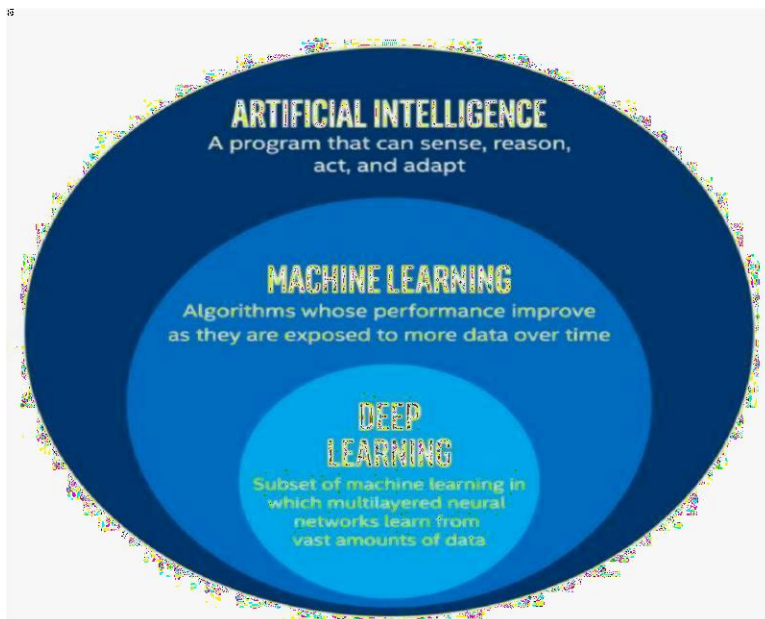 ARTIFICIAL INTELLIGENCE
A program that can sense, reason,
act, and adapt
MACHINE LEARNING
Algorithms whose performance improve
as they are exposed to more data over time
DEEP
LEARNING
Subset of machine learning in
which multilayered neural
networks learn from
vast amounts of data